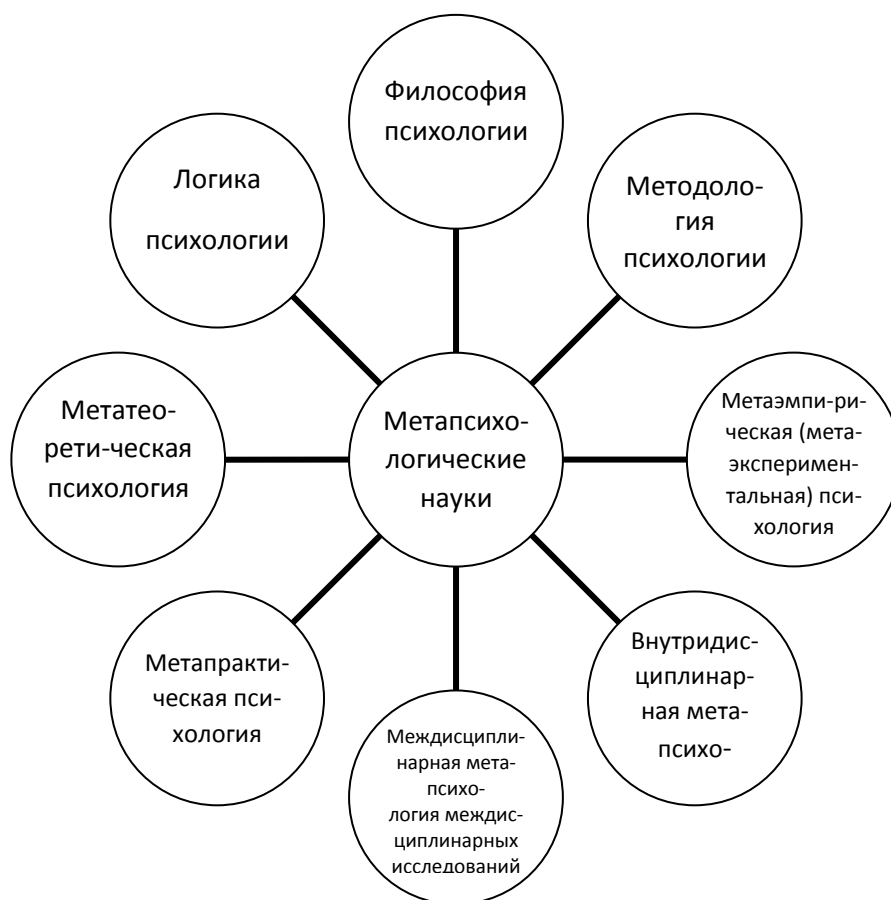 Философия
психологии
Логика
психологии
Методоло-
гия
психологии
Метатео-
рети-ческая
психология
Метапсихо-
логические
науки
Метаэмпи-ри-
ческая (мета-
эксперимен-
тальная) пси-
хология
Метапракти-
ческая пси-
хология
Внутридис-
циплинар-
ная мета-
психо-
Междисципли-
нарная мета-
психо-
логия междис-
циплинарных
исследований